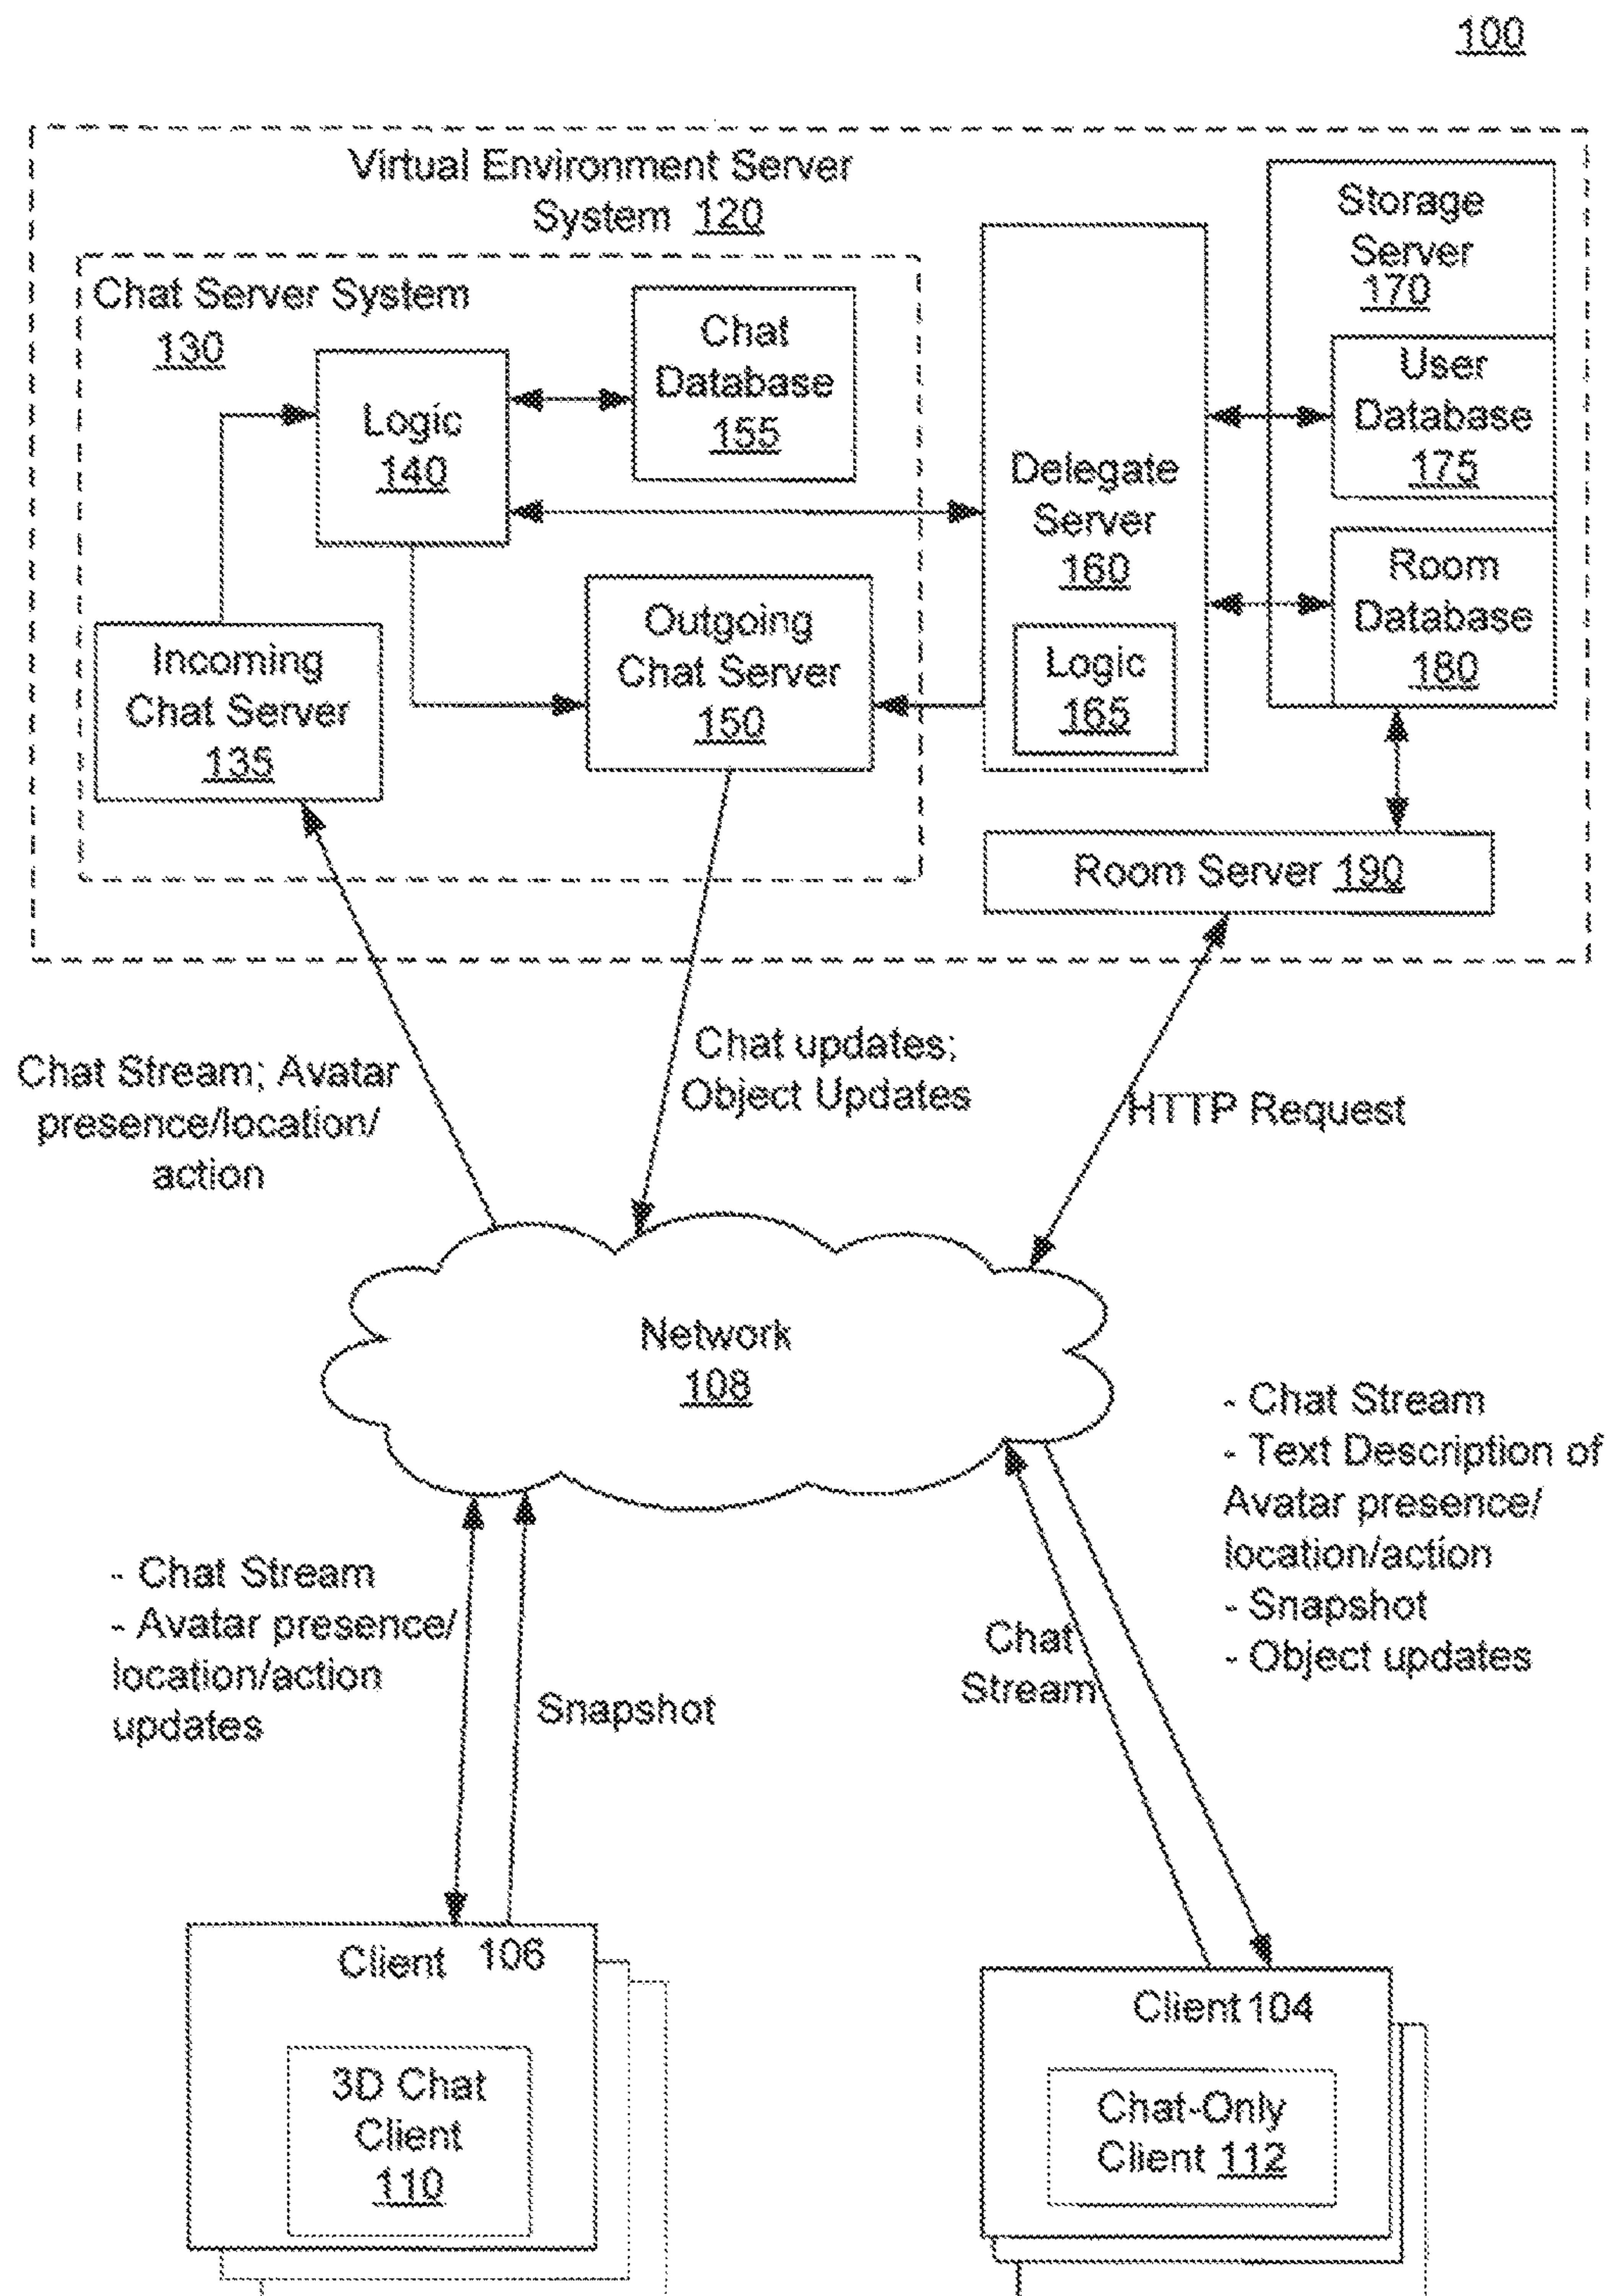 100
Virtual Environment Server
System 120
Chat Server System
130
Logic
140
Chat
Database
155
Incoming
Chat Server
135
Outgoing
Chat Server
150
Delegate
Server
160
Logic
165
Storage
Server
170
User
Database
175
Room
Database
180
Room Server 190
Chat Stream; Avatar
presence/location/
action
Chat updates;
Object Updates
HTTP Request
Network
108
- Chat Stream
- Avatar presence/
location/action
updates
Snapshot
Chat
Stream
- Chat Stream
- Text Description of
Avatar presence/
location/action
- Snapshot
- Object updates
Client 106
3D Chat
Client
110
Client 104
Chat-Only
Client 112